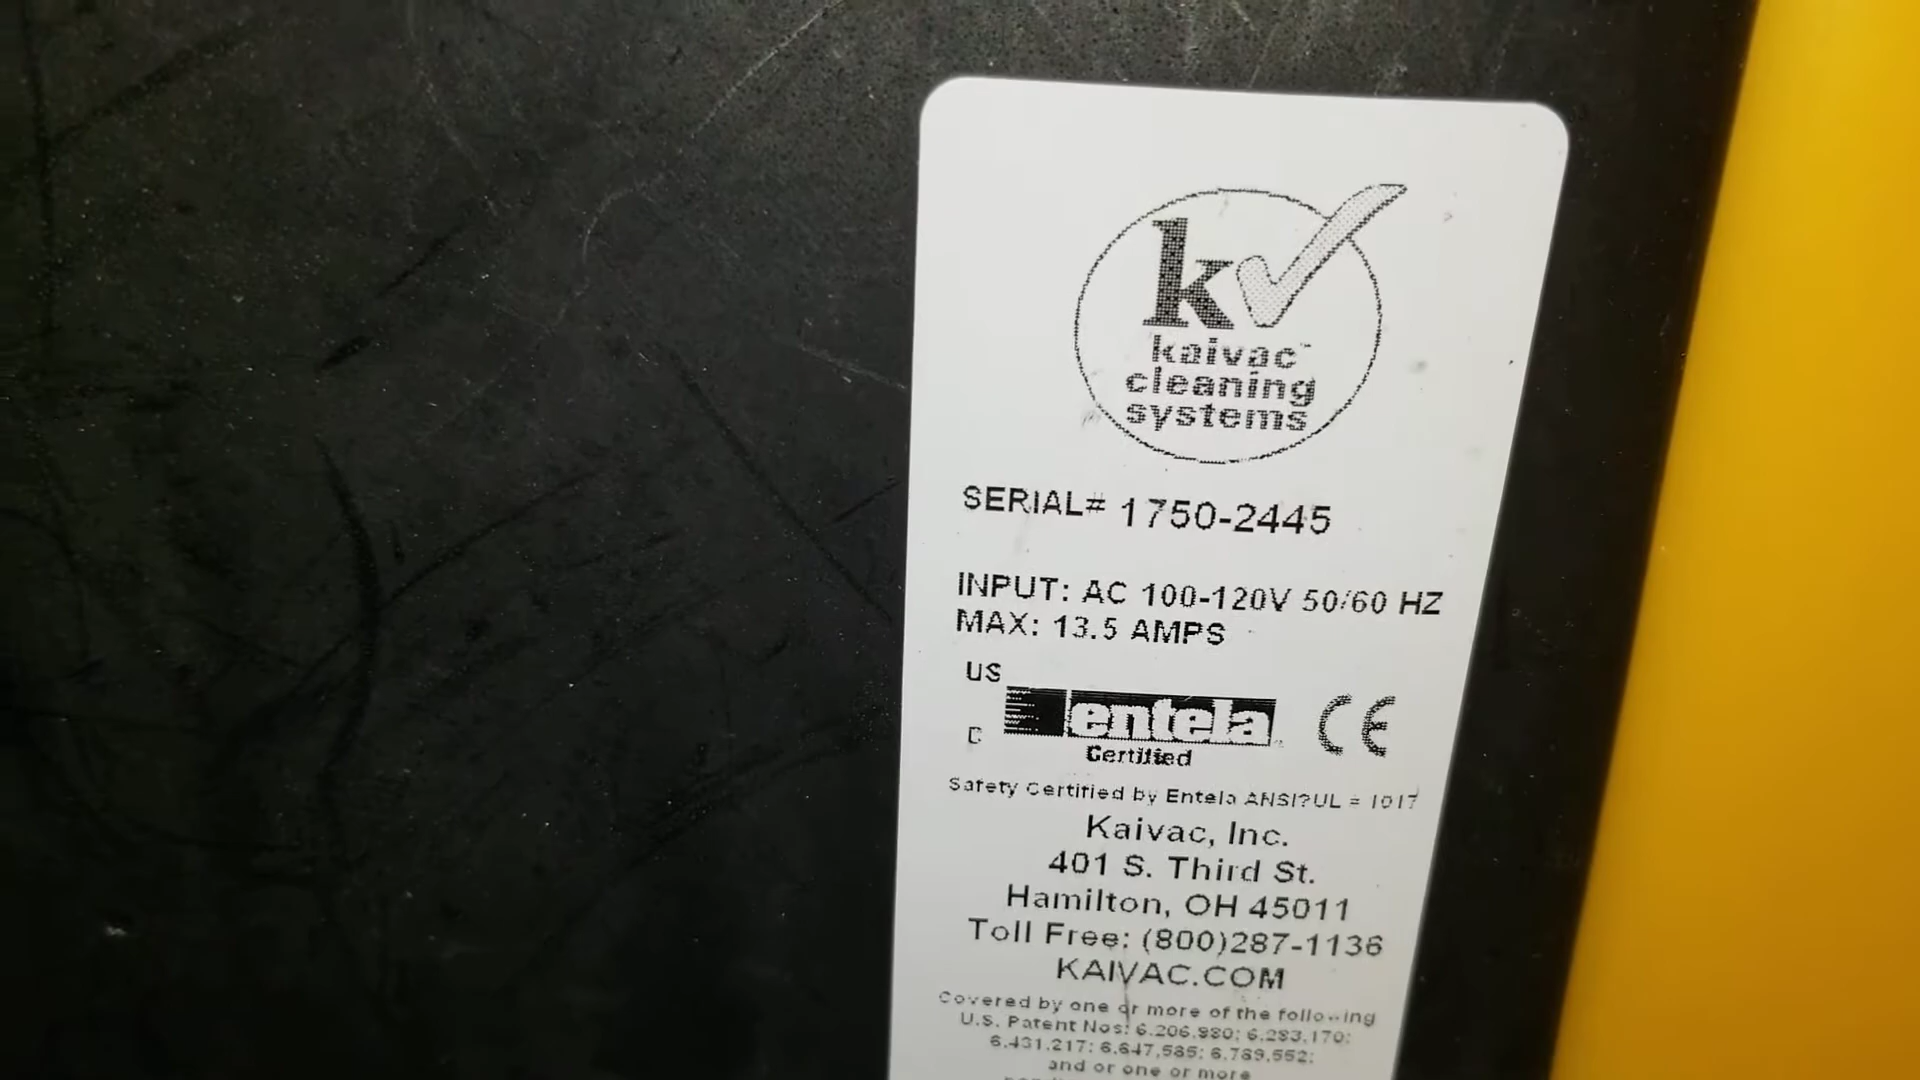 k
kaivac™
cleaning
systems
SERIAL# 1750-2445
INPUT: AC 100-120V 50/60 HZ
MAX: 13.5 AMPS
US
C
entela
CE
Certified
Safety Certified by Entela ANSI?UL = 1017
Kaivac, Inc.
401 S. Third St.
Hamilton, OH 45011
Toll Free: (800)287-1136
KAIVAC.COM
Covered by one or more of the following
U.S. Patent Nos: 6,206,980; 6,283,170;
6,431,217; 6,647,585; 6,789,552;
and or one or more